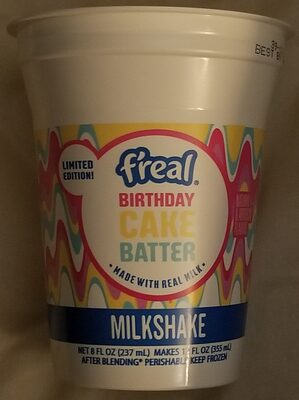 BEST
LIMITED
EDITION!
f'real®
BIRTHDAY
CAKE
BATTER
• MADE WITH REAL MILK •
MILKSHAKE
NET 8 FL OZ (237 mL) MAKES FL OZ (355 mL)
AFTER BLENDING* PERISHABLE KEEP FROZEN